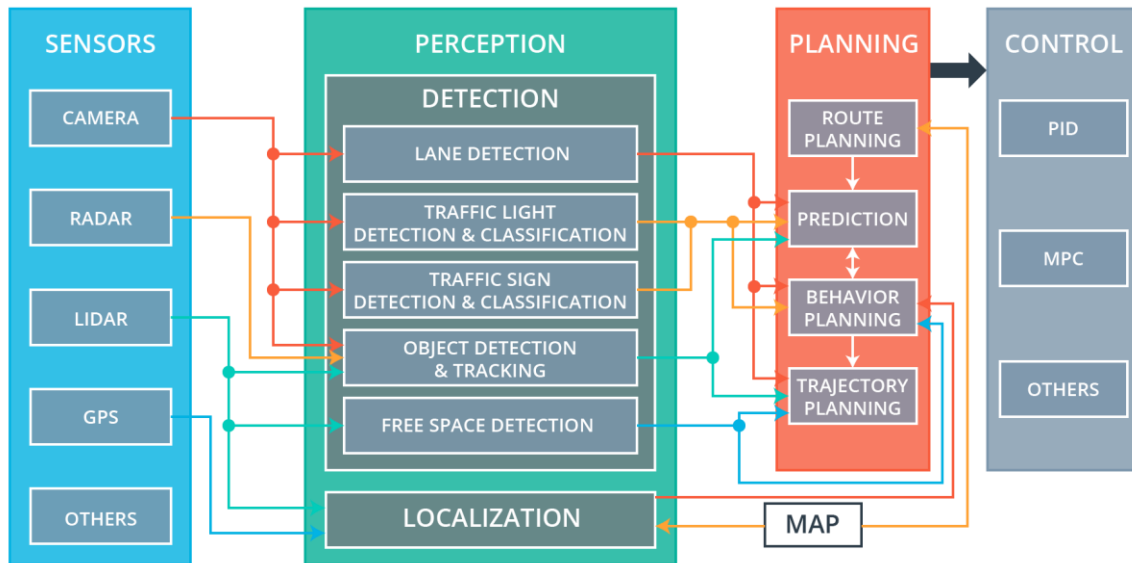 SENSORS
CAMERA
RADAR
LIDAR
GPS
OTHERS
PERCEPTION
DETECTION
LANE DETECTION
TRAFFIC LIGHT
DETECTION & CLASSIFICATION
TRAFFIC SIGN
DETECTION & CLASSIFICATION
OBJECT DETECTION
& TRACKING
FREE SPACE DETECTION
LOCALIZATION
PLANNING
ROUTE
PLANNING
PREDICTION
BEHAVIOR
PLANNING
TRAJECTORY
PLANNING
MAP
CONTROL
PID
MPC
OTHERS